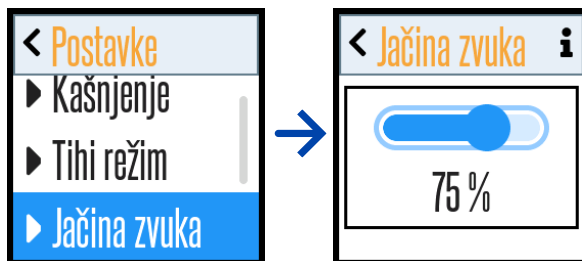 Postavke
Kašnjenje
Tihi režim
Jačina zvuka
Jačina zvuka
75 %